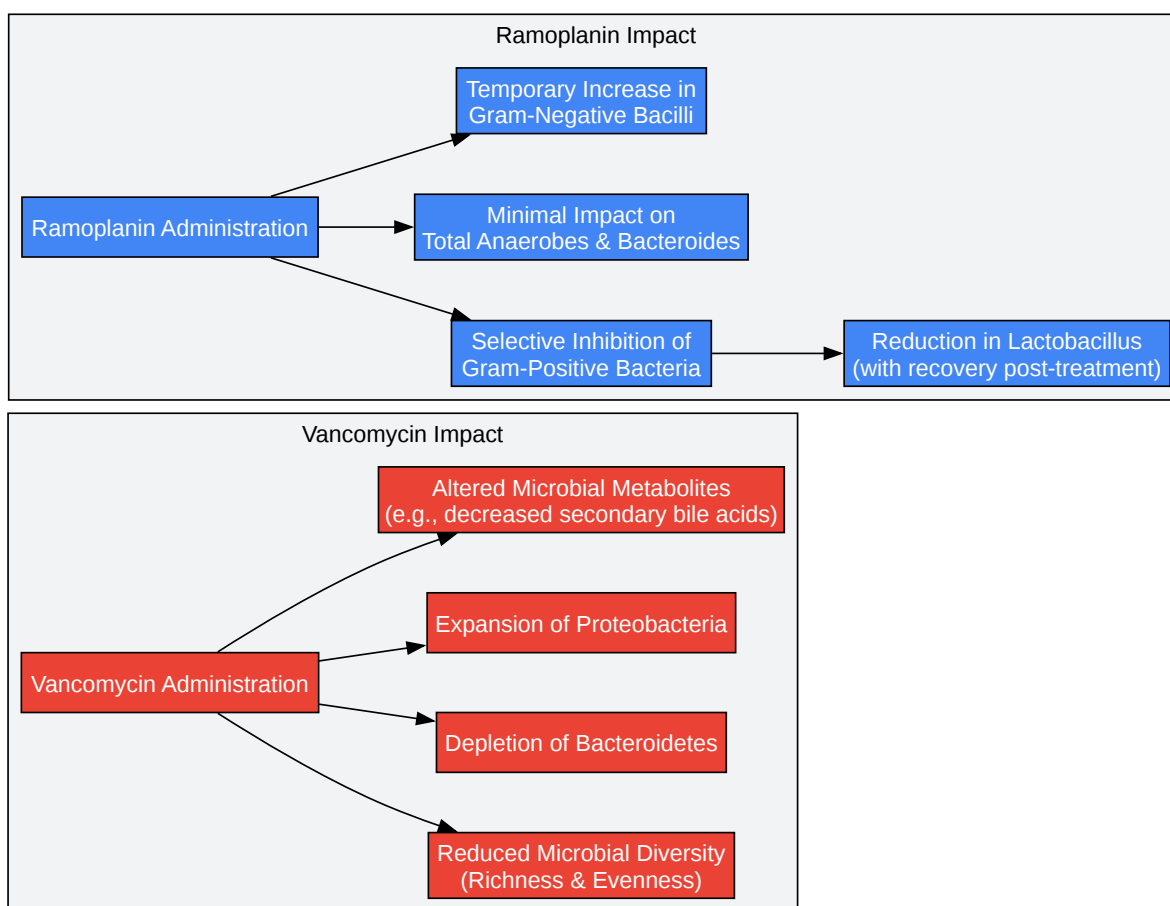 Ramoplanin Impact
Temporary Increase in
Gram-Negative Bacilli
Ramoplanin Administration
Minimal Impact on
Total Anaerobes & Bacteroides
Selective Inhibition of
Gram-Positive Bacteria
Reduction in Lactobacillus
(with recovery post-treatment)
Vancomycin Impact
Altered Microbial Metabolites
(e.g., decreased secondary bile acids)
Expansion of Proteobacteria
Vancomycin Administration
Depletion of Bacteroidetes
Reduced Microbial Diversity
(Richness & Evenness)